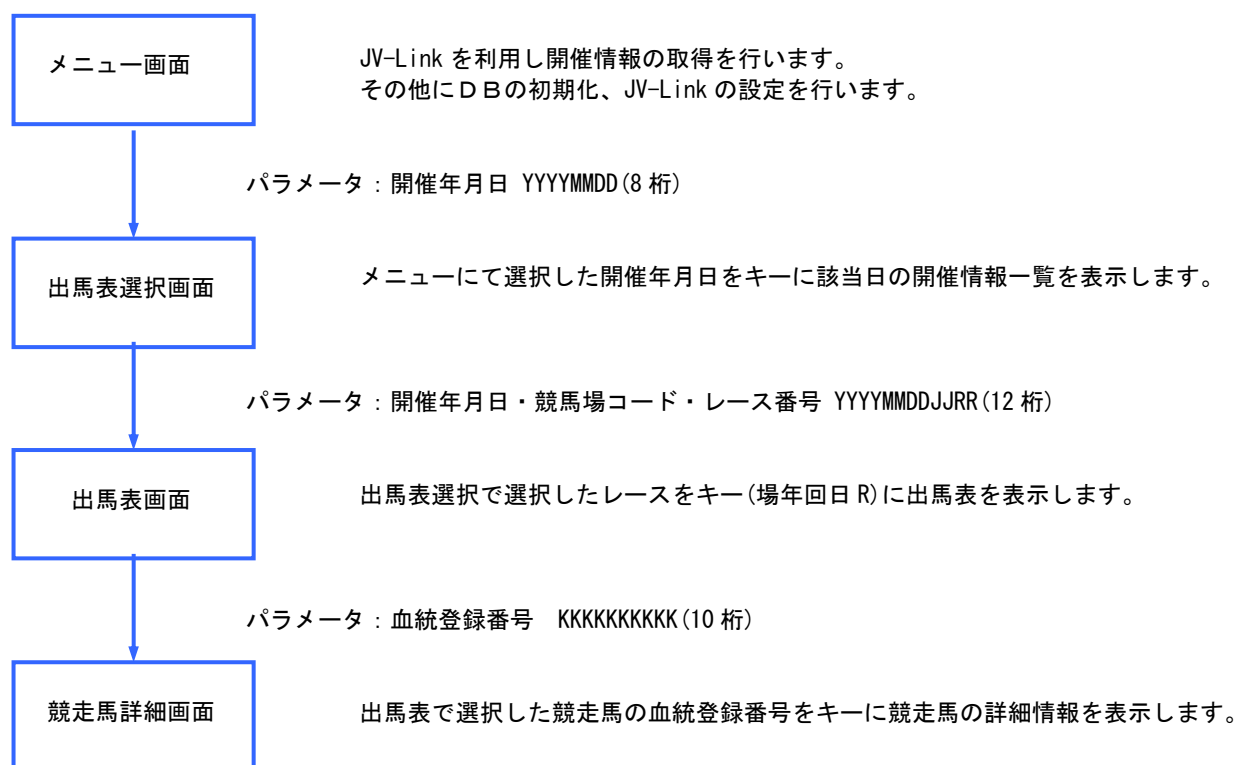 メニュー画面
JV-Link を利用し開催情報の取得を行います。
その他にＤＢの初期化、JV-Link の設定を行います。
パラメータ：開催年月日 YYYYMMDD(8 桁)
出馬表選択画面
メニューにて選択した開催年月日をキーに該当日の開催情報一覧を表示します。
パラメータ：開催年月日・競馬場コード・レース番号 YYYYMMDDJJRR(12 桁)
出馬表画面
出馬表選択で選択したレースをキー(場年回日 R)に出馬表を表示します。
パラメータ：血統登録番号　KKKKKKKKKK(10 桁)
競走馬詳細画面
出馬表で選択した競走馬の血統登録番号をキーに競走馬の詳細情報を表示します。